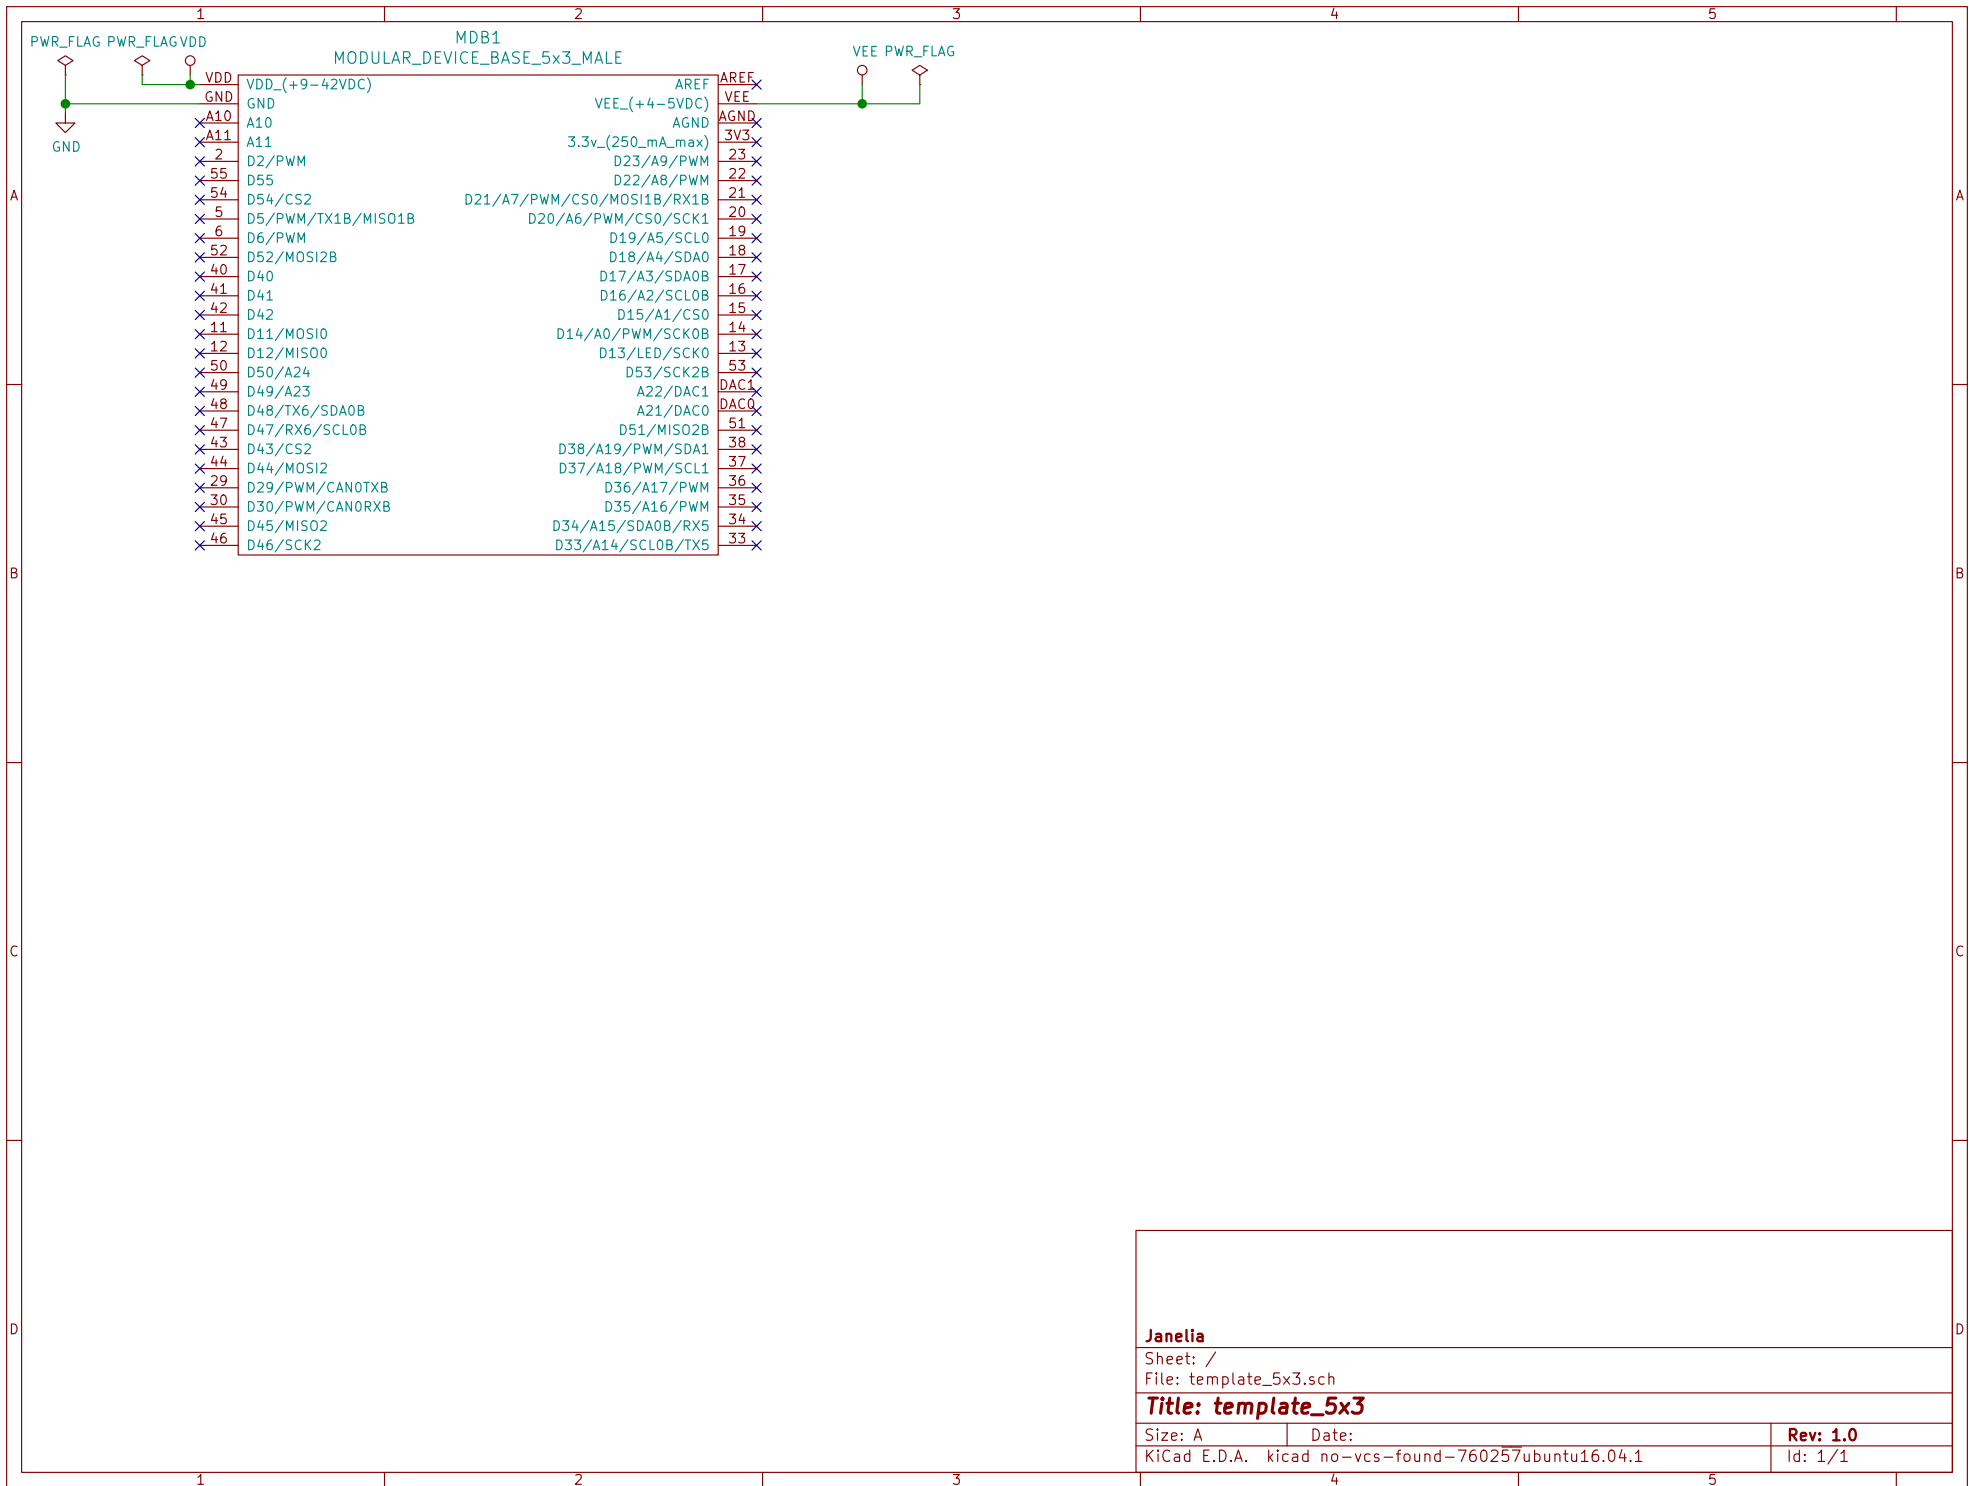 1 2 3 4 5
PWR_FLAG PWR_FLAG VDD
MDB1
MODULAR_DEVICE_BASE_5x3_MALE
VEE PWR_FLAG
VDD VDD_(+9-42VDC) AREF AREF
GND GND VEE_(+4-5VDC) VEE
A10 A10 AGND AGND
A11 A11 3.3v_(250_mA_max) 3V3
GND
2 D2/PWM D23/A9/PWM 23
55 D55 D22/A8/PWM 22
A 54 D54/CS2 D21/A7/PWM/CS0/MOSI1B/RX1B 21 A
5 D5/PWM/TX1B/MISO1B D20/A6/PWM/CS0/SCK1 20
6 D6/PWM D19/A5/SCL0 19
52 D52/MOSI2B D18/A4/SDA0 18
40 D40 D17/A3/SDA0B 17
41 D41 D16/A2/SCL0B 16
42 D42 D15/A1/CS0 15
11 D11/MOSI0 D14/A0/PWM/SCK0B 14
12 D12/MISO0 D13/LED/SCK0 13
50 D50/A24 D53/SCK2B 53
49 D49/A23 A22/DAC1 DAC1
48 D48/TX6/SDA0B A21/DAC0 DAC0
47 D47/RX6/SCL0B D51/MISO2B 51
43 D43/CS2 D38/A19/PWM/SDA1 38
44 D44/MOSI2 D37/A18/PWM/SCL1 37
29 D29/PWM/CAN0TXB D36/A17/PWM 36
30 D30/PWM/CAN0RXB D35/A16/PWM 35
45 D45/MISO2 D34/A15/SDA0B/RX5 34
46 D46/SCK2 D33/A14/SCL0B/TX5 33
B B
C C
D D
Janelia
Sheet: /
File: template_5x3.sch
Title: template_5x3
Size: A Date: Rev: 1.0
KiCad E.D.A. kicad no-vcs-found-760257ubuntu16.04.1 Id: 1/1
1 2 3 4 5